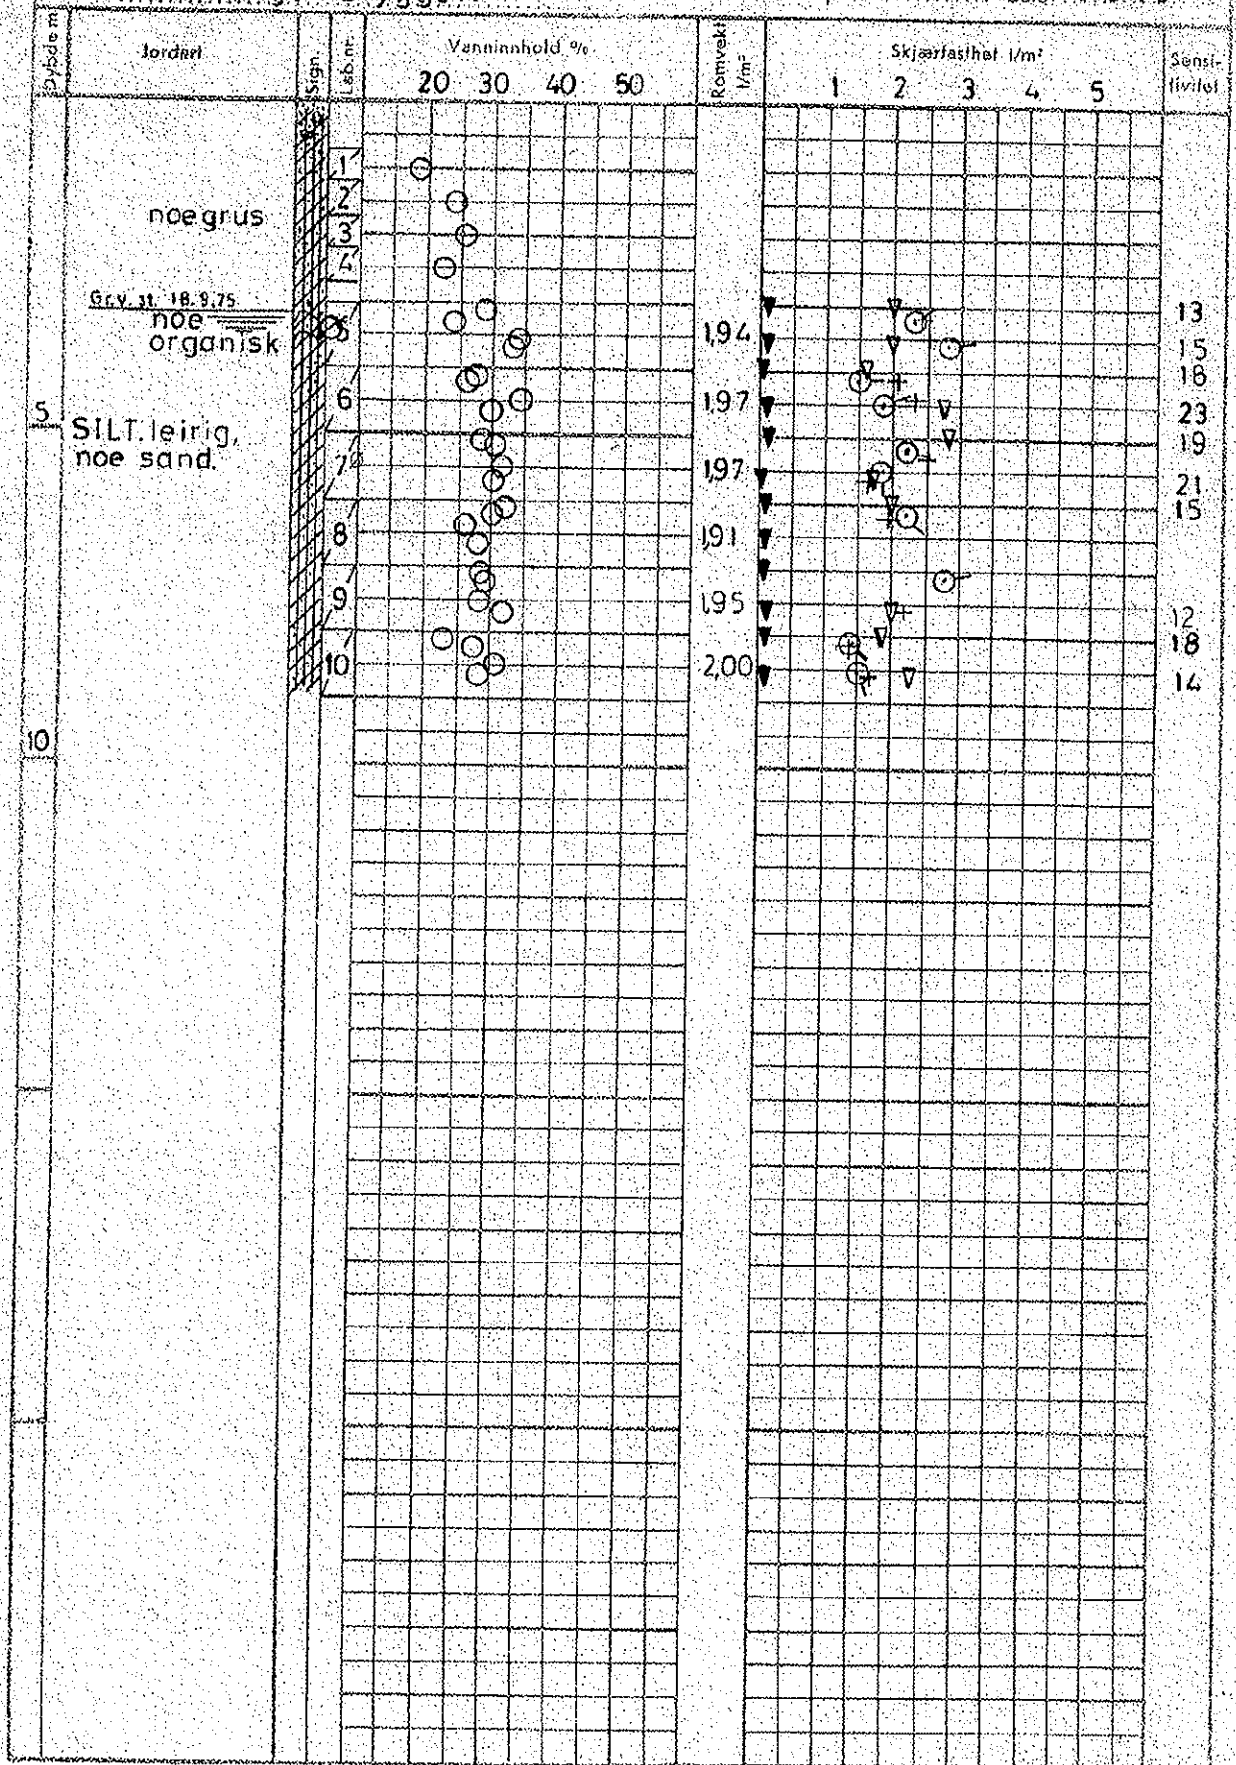 Dybde m Jordart Sign. Lab.nr. Vanninnhold % Romvekt t/m³ Skjærfasthet t/m² Sensi-
tivitet
20 30 40 50 1 2 3 4 5
1
2
noe grus
3
4
Gr.v. st. 18.9.75 13
noe 5 1,94
organisk 15
18
6 1,97 23
5 SILT, leirig, 19
noe sand. 7 1,97 21
15
8 1,91
9 1,95 12
18
10 2,00 14
10